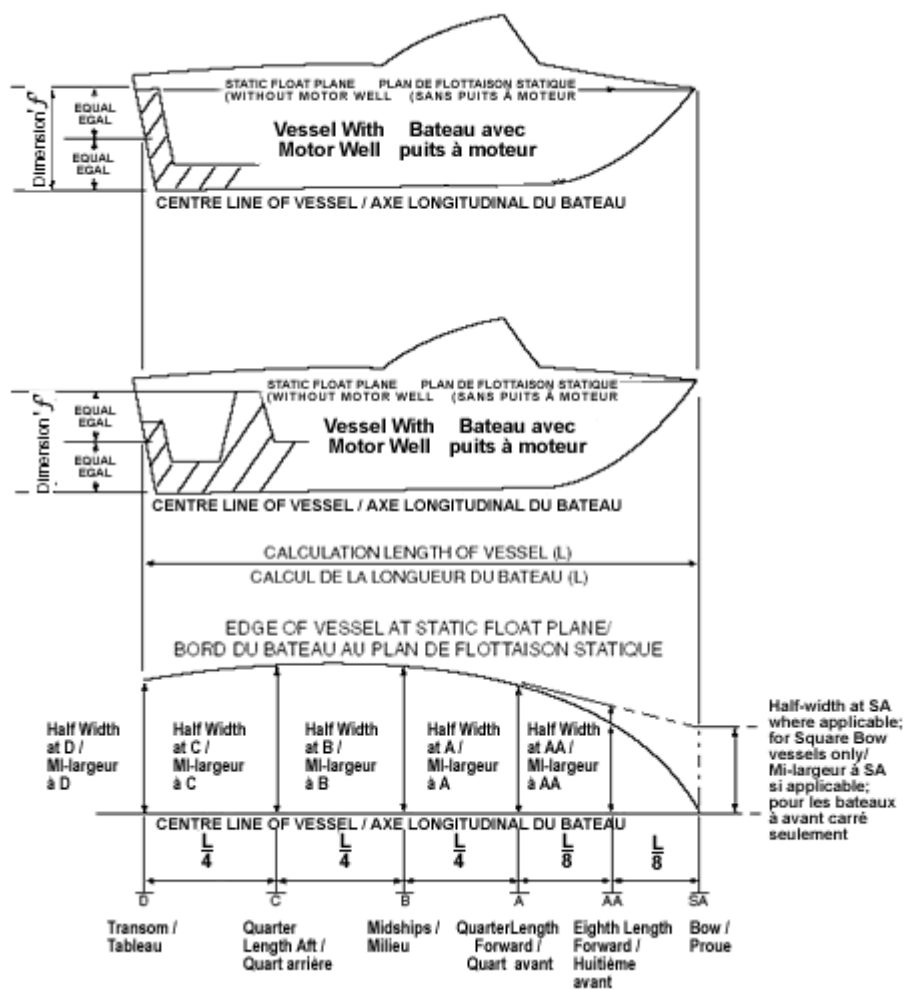 STATIC FLOAT PLANE PLAN DE FLOTTAISON STATIQUE
(WITHOUT MOTOR WELL (SANS PUITS À MOTEUR
Dimension' f
EQUAL
EGAL
EQUAL
EGAL
Vessel With Bateau avec
Motor Well puits à moteur
CENTRE LINE OF VESSEL / AXE LONGITUDINAL DU BATEAU
STATIC FLOAT PLANE PLAN DE FLOTTAISON STATIQUE
(WITHOUT MOTOR WELL (SANS PUITS À MOTEUR
Dimension' f
EQUAL
EGAL
EQUAL
EGAL
Vessel With Bateau avec
Motor Well puits à moteur
CENTRE LINE OF VESSEL / AXE LONGITUDINAL DU BATEAU
CALCULATION LENGTH OF VESSEL (L)
CALCUL DE LA LONGUEUR DU BATEAU (L)
EDGE OF VESSEL AT STATIC FLOAT PLANE/
BORD DU BATEAU AU PLAN DE FLOTTAISON STATIQUE
Half Width
at D /
Mi-largeur
à D
Half Width
at C /
Mi-largeur
à C
Half Width
at B /
Mi-largeur
à B
Half Width
at A /
Mi-largeur
à A
Half Width
at AA /
Mi-largeur
à AA
Half-width at SA
where applicable;
for Square Bow
vessels only/
Mi-largeur á SA
si applicable;
pour les bateaux
à avant carré
seulement
CENTRE LINE OF VESSEL / AXE LONGITUDINAL DU BATEAU
L
4
L
4
L
4
L
8
L
8
D
C
B
A
AA
SA
Transom /
Tableau
Quarter
Length Aft /
Quart arrière
Midships /
Milieu
QuarterLength
Forward /
Quart avant
Eighth Length
Forward /
Huitième
avant
Bow /
Proue